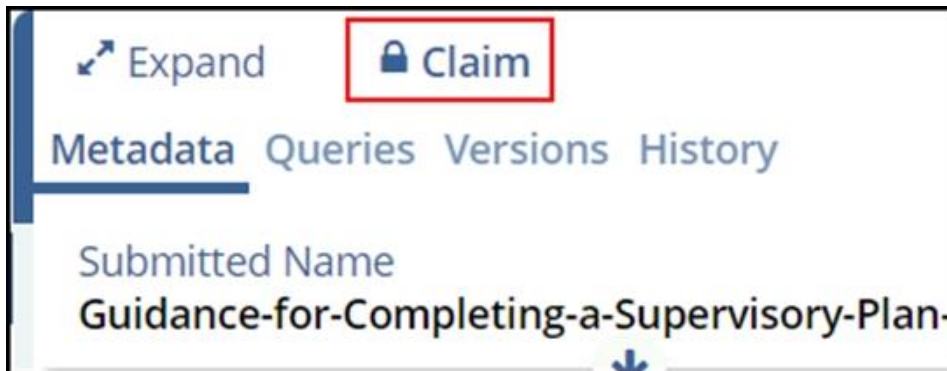 Expand Claim
Metadata Queries Versions History
Submitted Name
Guidance-for-Completing-a-Supervisory-Plan-